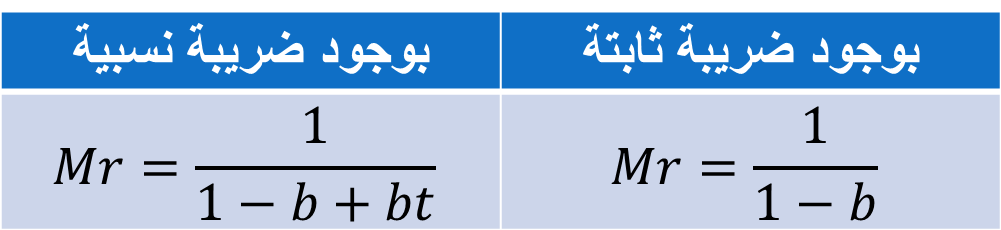 بوجود ضريبة ثابتة
بوجود ضريبة نسبية
Mr = 1 / (1 − b)
Mr = 1 / (1 − b + bt)